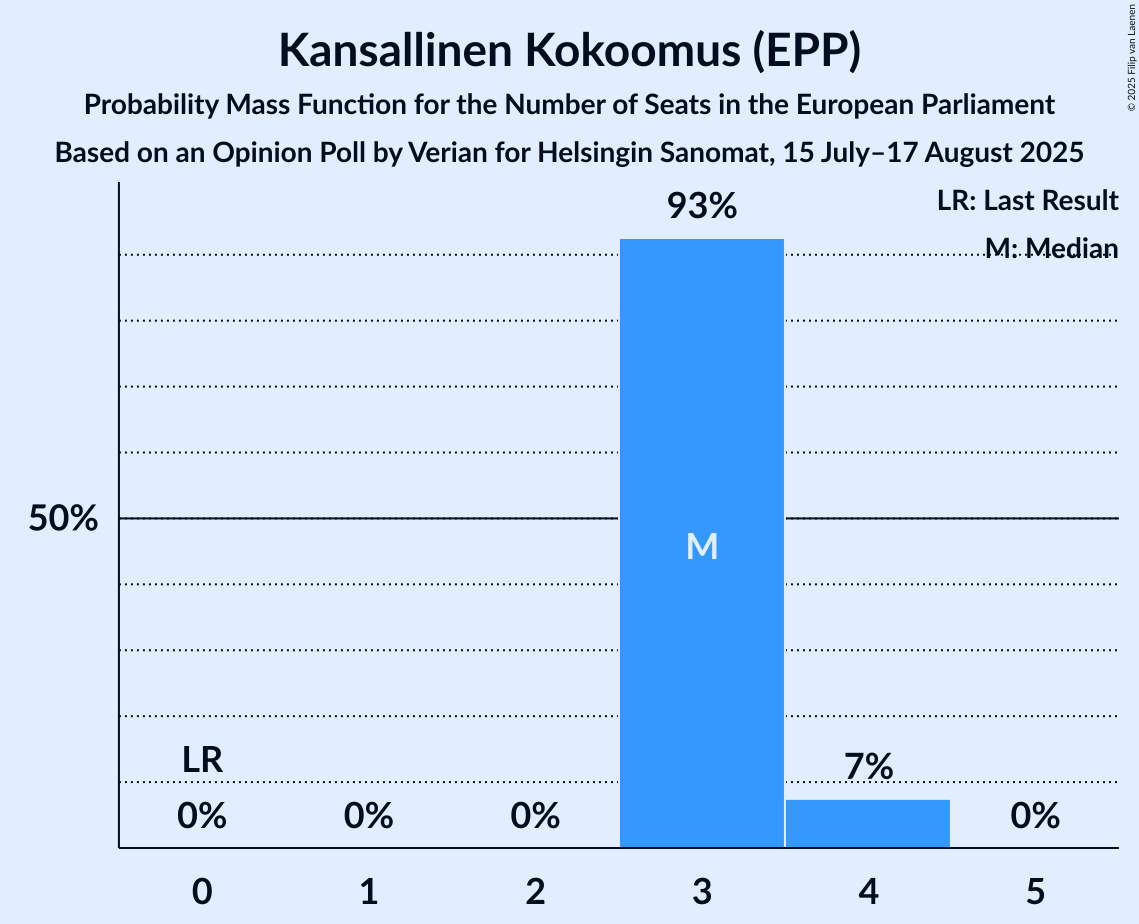 Kansallinen Kokoomus (EPP)
Probability Mass Function for the Number of Seats in the European Parliament
Based on an Opinion Poll by Verian for Helsingin Sanomat, 15 July–17 August 2025
© 2025 Filip van Laenen
LR: Last Result
M: Median
93%
50%
M
LR
7%
0% 0% 0% 0%
0 1 2 3 4 5